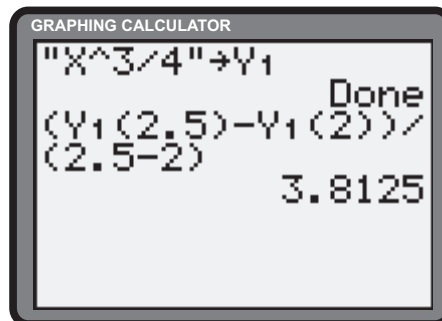 GRAPHING CALCULATOR
"X^3/4"→Y₁
Done
(Y₁(2.5)-Y₁(2))/
(2.5-2)
3.8125